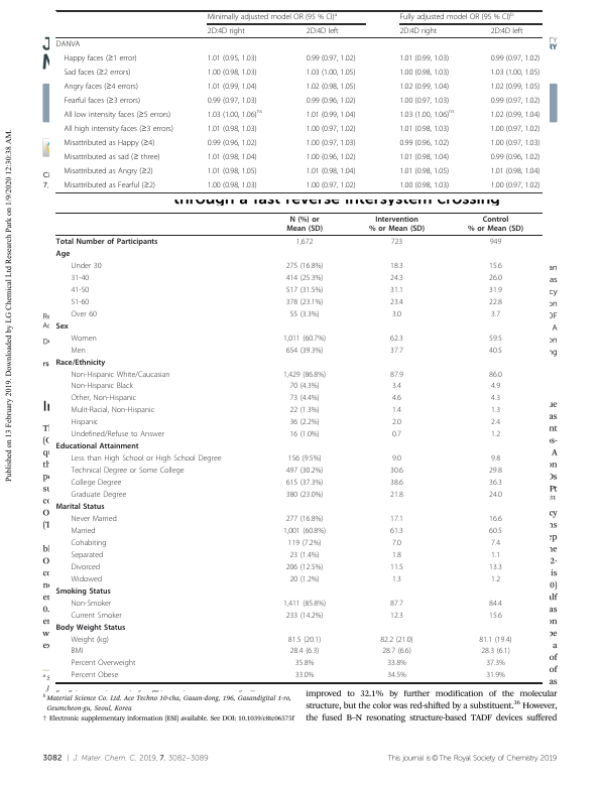 Minimally adjusted model OR (95 % CI)ᵃ Fully adjusted model OR (95 % CI)ᵇ
2D:4D right 2D:4D left 2D:4D right 2D:4D left
DANVA
Happy faces (≥1 error) 1.01 (0.95, 1.03) 0.99 (0.97, 1.02) 1.01 (0.99, 1.03) 0.99 (0.97, 1.02)
Sad faces (≥2 errors) 1.00 (0.98, 1.03) 1.03 (1.00, 1.05) 1.00 (0.98, 1.03) 1.03 (1.00, 1.05)
Angry faces (≥4 errors) 1.01 (0.99, 1.04) 1.02 (0.98, 1.05) 1.02 (0.99, 1.04) 1.02 (0.99, 1.05)
Fearful faces (≥3 errors) 0.99 (0.97, 1.03) 0.99 (0.96, 1.02) 1.00 (0.97, 1.03) 0.99 (0.97, 1.02)
All low intensity faces (≥5 errors) 1.03 (1.00, 1.06) 1.01 (0.99, 1.04) 1.03 (1.00, 1.06) 1.02 (0.99, 1.04)
All high intensity faces (≥3 errors) 1.01 (0.98, 1.03) 1.00 (0.97, 1.02) 1.01 (0.98, 1.03) 1.00 (0.97, 1.02)
Misattributed as Happy (≥4) 0.99 (0.96, 1.02) 1.00 (0.97, 1.03) 0.99 (0.96, 1.02) 1.00 (0.97, 1.03)
Misattributed as sad (≥ three) 1.01 (0.98, 1.04) 1.00 (0.96, 1.02) 1.01 (0.98, 1.04) 0.99 (0.96, 1.02)
Misattributed as Angry (≥2) 1.01 (0.98, 1.05) 1.01 (0.98, 1.04) 1.01 (0.98, 1.05) 1.01 (0.98, 1.04)
Misattributed as Fearful (≥2) 1.00 (0.98, 1.03) 1.00 (0.97, 1.02) 1.00 (0.98, 1.03) 1.00 (0.97, 1.02)
through a fast reverse intersystem crossing
N (%) or Intervention Control
Mean (SD) % or Mean (SD) % or Mean (SD)
Total Number of Participants 1,672 723 949
Age
Under 30 275 (16.8%) 18.3 15.6
31-40 414 (25.3%) 24.3 26.0
41-50 517 (31.5%) 31.1 31.9
51-60 378 (23.1%) 23.4 22.8
Over 60 55 (3.3%) 3.0 3.7
Sex
Women 1,011 (60.7%) 62.3 59.5
Men 654 (39.3%) 37.7 40.5
Race/Ethnicity
Non-Hispanic White/Caucasian 1,429 (86.8%) 87.9 86.0
Non-Hispanic Black 70 (4.3%) 3.4 4.9
Other, Non-Hispanic 73 (4.4%) 4.6 4.3
Mulit-Racial, Non-Hispanic 22 (1.3%) 1.4 1.3
Hispanic 36 (2.2%) 2.0 2.4
Undefined/Refuse to Answer 16 (1.0%) 0.7 1.2
Educational Attainment
Less than High School or High School Degree 156 (9.5%) 9.0 9.8
Technical Degree or Some College 497 (30.2%) 30.6 29.8
College Degree 615 (37.3%) 38.6 36.3
Graduate Degree 380 (23.0%) 21.8 24.0
Marital Status
Never Married 277 (16.8%) 17.1 16.6
Married 1,001 (60.8%) 61.3 60.5
Cohabiting 119 (7.2%) 7.0 7.4
Separated 23 (1.4%) 1.8 1.1
Divorced 206 (12.5%) 11.5 13.3
Widowed 20 (1.2%) 1.3 1.2
Smoking Status
Non-Smoker 1,411 (85.8%) 87.7 84.4
Current Smoker 233 (14.2%) 12.3 15.6
Body Weight Status
Weight (kg) 81.5 (20.1) 82.2 (21.0) 81.1 (19.4)
BMI 28.4 (6.3) 28.7 (6.6) 28.3 (6.1)
Percent Overweight 35.8% 33.8% 37.3%
Percent Obese 33.0% 34.5% 31.9%
ᵇ Material Science Co. Ltd. Ace Techno 10-cha, Gasan-dong, 196, Gasandigital 1-ro,
Geumcheon-gu, Seoul, Korea
† Electronic supplementary information (ESI) available. See DOI: 10.1039/c8tc06575f
improved to 32.1% by further modification of the molecular
structure, but the color was red-shifted by a substituent.³⁶ However,
the fused B–N resonating structure-based TADF devices suffered
3082 | J. Mater. Chem. C, 2019, 7, 3082–3089
This journal is © The Royal Society of Chemistry 2019
Published on 13 February 2019. Downloaded by LG Chemical Ltd Research Park on 1/9/2020 12:30:38 AM.